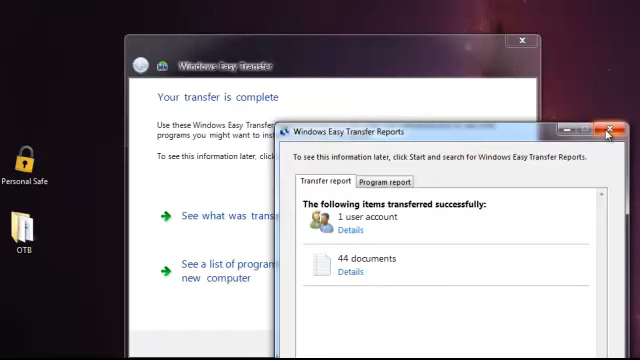 Windows Easy Transfer
Your transfer is complete
Use these Windows Easy Transfer
programs you might want to inst
To see this information later, click
See what was trans
See a list of program
new computer
Windows Easy Transfer Reports
To see this information later, click Start and search for Windows Easy Transfer Reports.
Transfer report
Program report
The following items transferred successfully:
1 user account
Details
44 documents
Details
Personal Safe
OTB